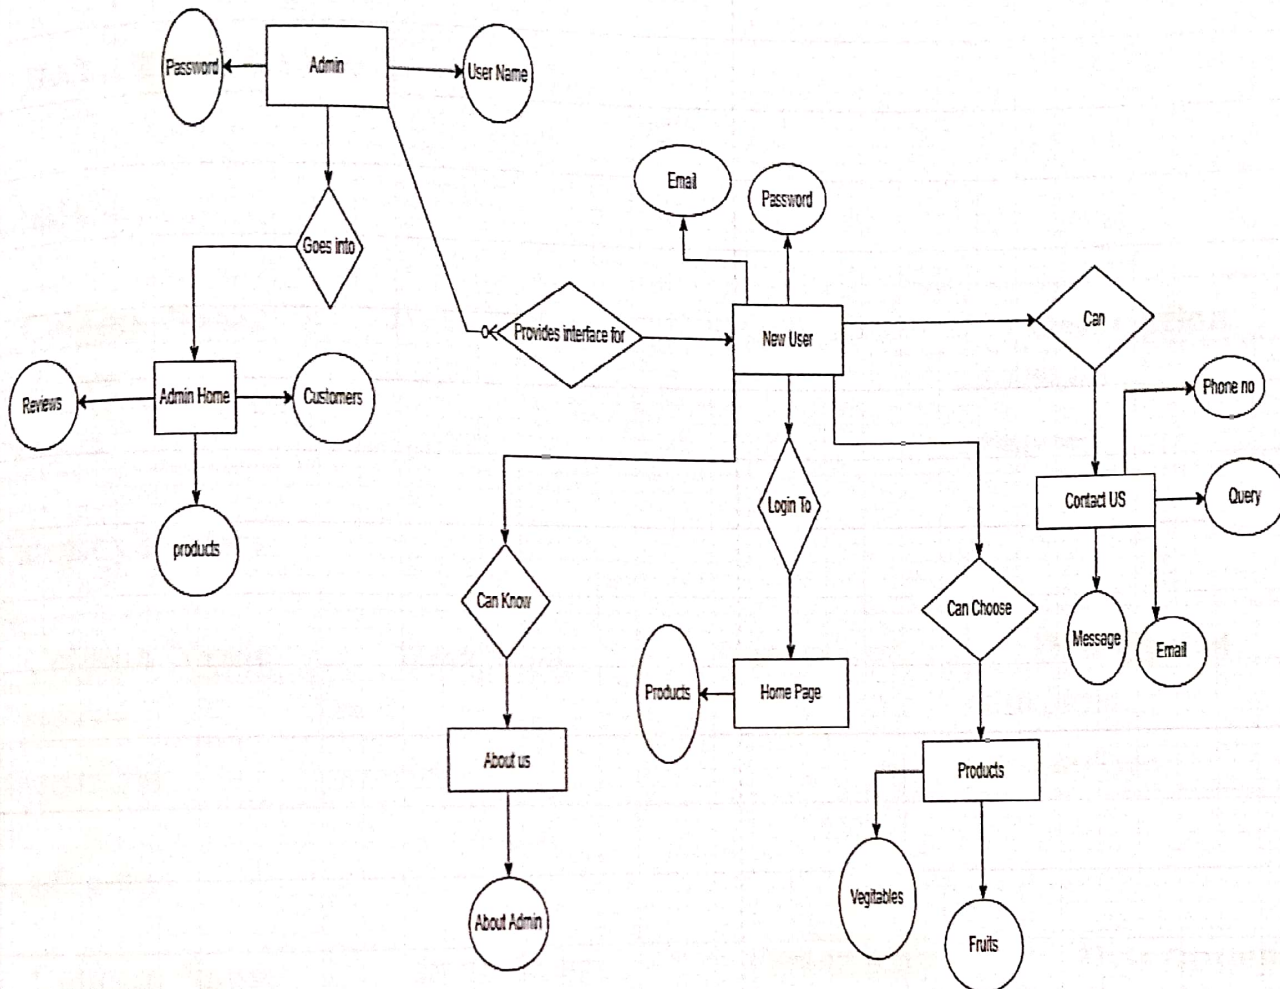 Password
Admin
User Name
Goes into
Email
Password
Provides interface for
New User
Can
Reviews
Admin Home
Customers
Phone no
products
Contact US
Query
Login To
Can Know
Can Choose
Message
Email
Products
Home Page
About us
Products
Vegitables
About Admin
Fruits